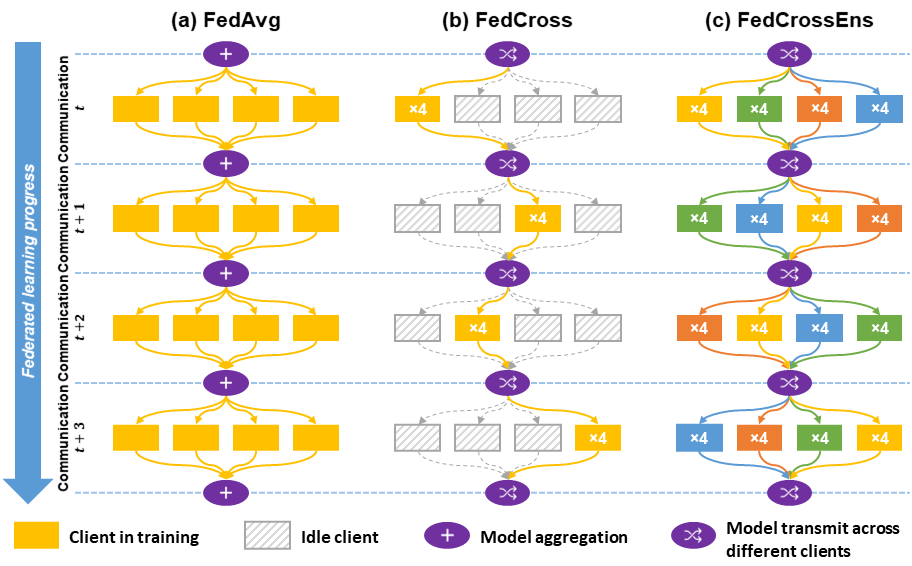 (a) FedAvg
(b) FedCross
(c) FedCrossEns
Federated learning progress
Communication
Communication
Communication
Communication
Communication
t
×4
×4
×4
×4
×4
t + 1
×4
×4
×4
×4
×4
t +2
×4
×4
×4
×4
×4
t + 3
×4
×4
×4
×4
×4
Client in training
Idle client
Model aggregation
Model transmit across
different clients